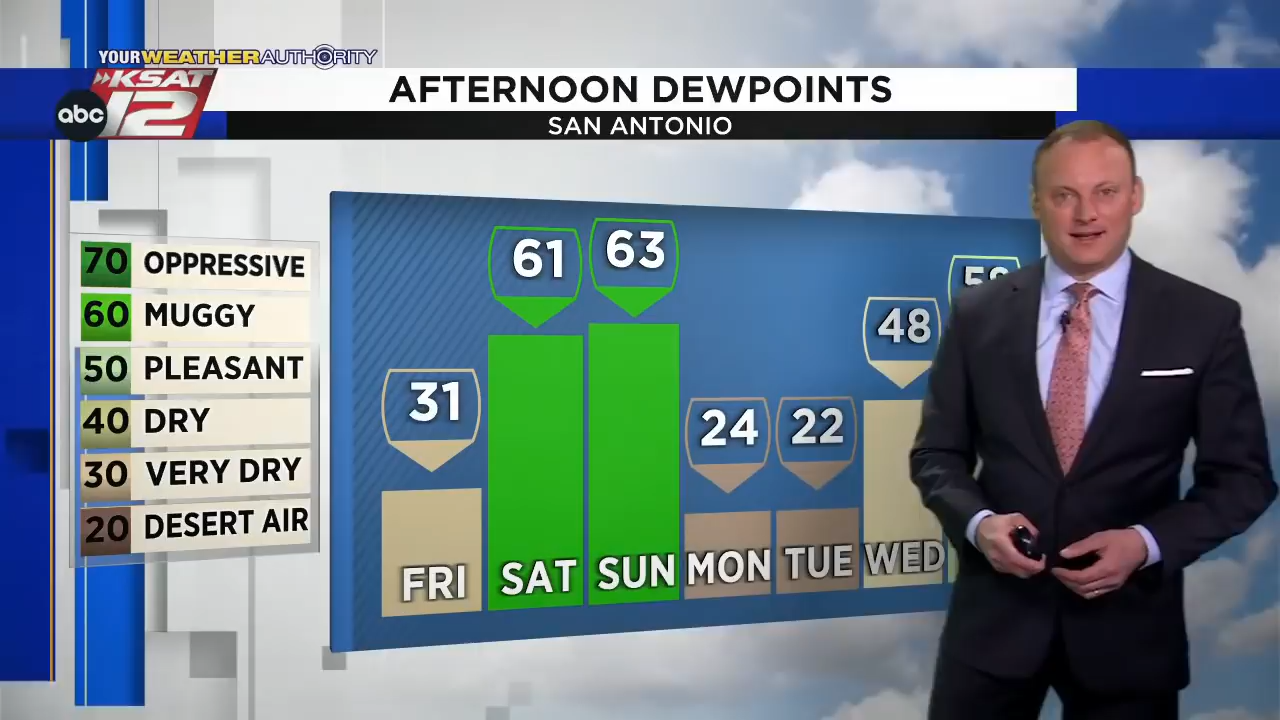 YOUR WEATHER AUTHORITY
KSAT
abc 12
AFTERNOON DEWPOINTS
SAN ANTONIO
70 OPPRESSIVE
60 MUGGY
50 PLEASANT
40 DRY
30 VERY DRY
20 DESERT AIR
31 61 63 24 22 48
FRI SAT SUN MON TUE WED